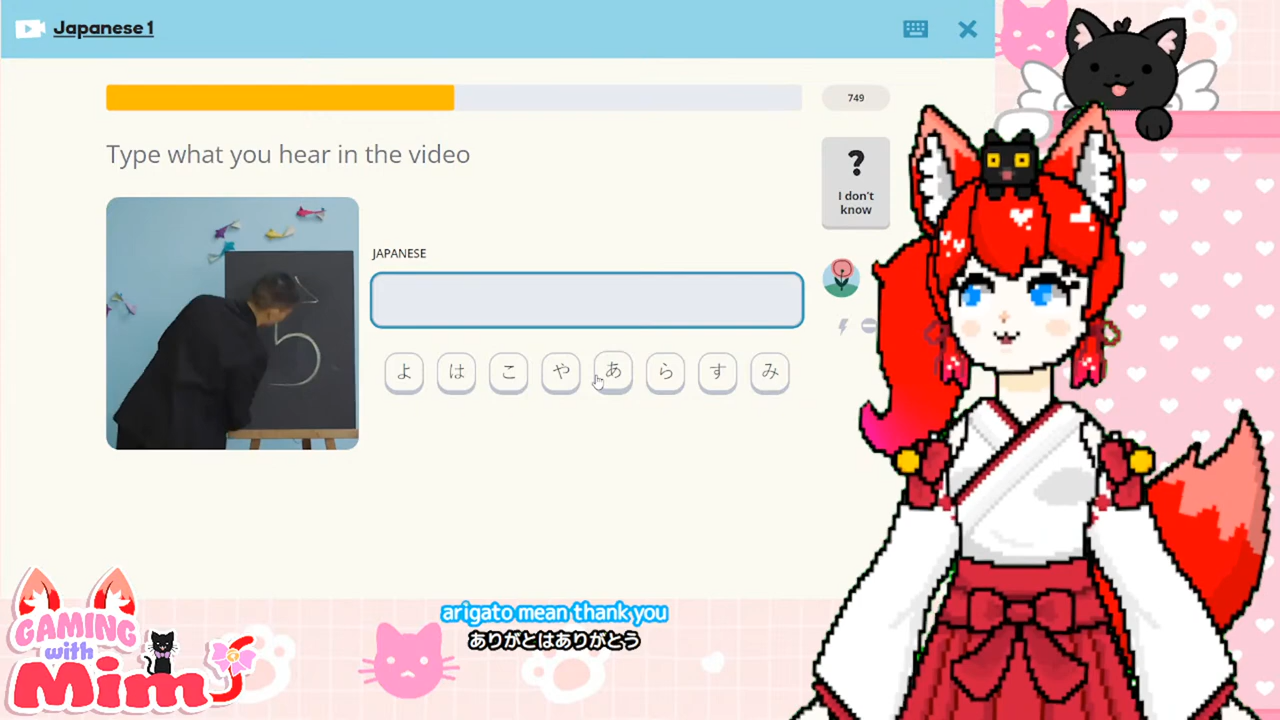 Japanese 1
749
Type what you hear in the video
?
I don't
know
JAPANESE
よ は こ や あ ら す み
GAMING
with
Mim
arigato mean thank you
ありがとはありがとう